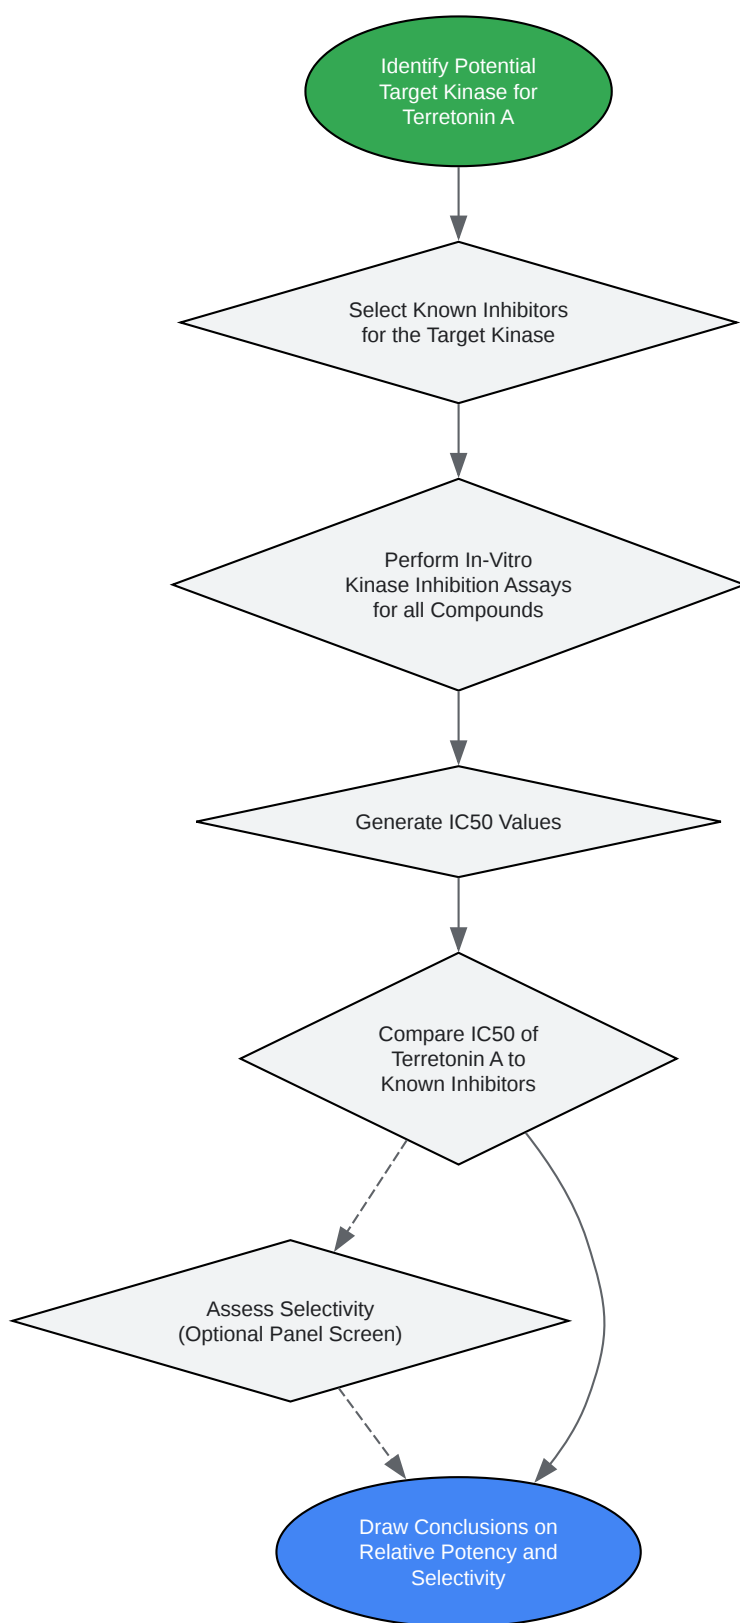 Identify Potential
Target Kinase for
Terretonin A
Select Known Inhibitors
for the Target Kinase
Perform In-Vitro
Kinase Inhibition Assays
for all Compounds
Generate IC50 Values
Compare IC50 of
Terretonin A to
Known Inhibitors
Assess Selectivity
(Optional Panel Screen)
Draw Conclusions on
Relative Potency and
Selectivity